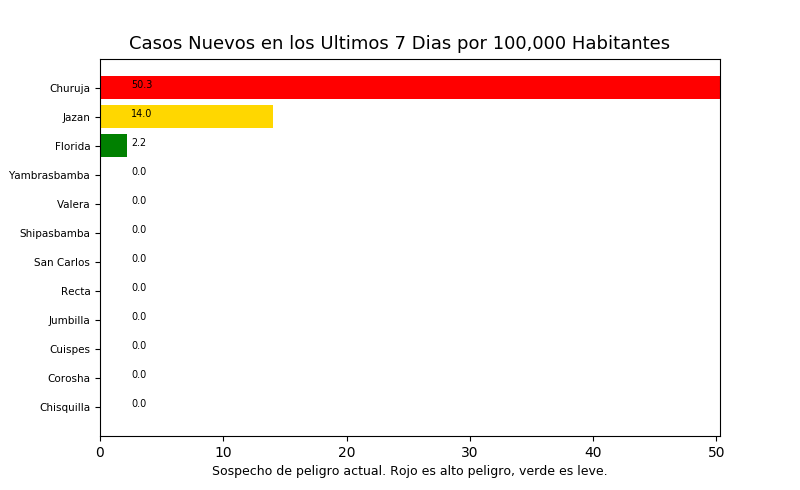 Casos Nuevos en los Ultimos 7 Dias por 100,000 Habitantes
Churuja 50.3
Jazan 14.0
Florida 2.2
Yambrasbamba 0.0
Valera 0.0
Shipasbamba 0.0
San Carlos 0.0
Recta 0.0
Jumbilla 0.0
Cuispes 0.0
Corosha 0.0
Chisquilla 0.0
0 10 20 30 40 50
Sospecho de peligro actual. Rojo es alto peligro, verde es leve.